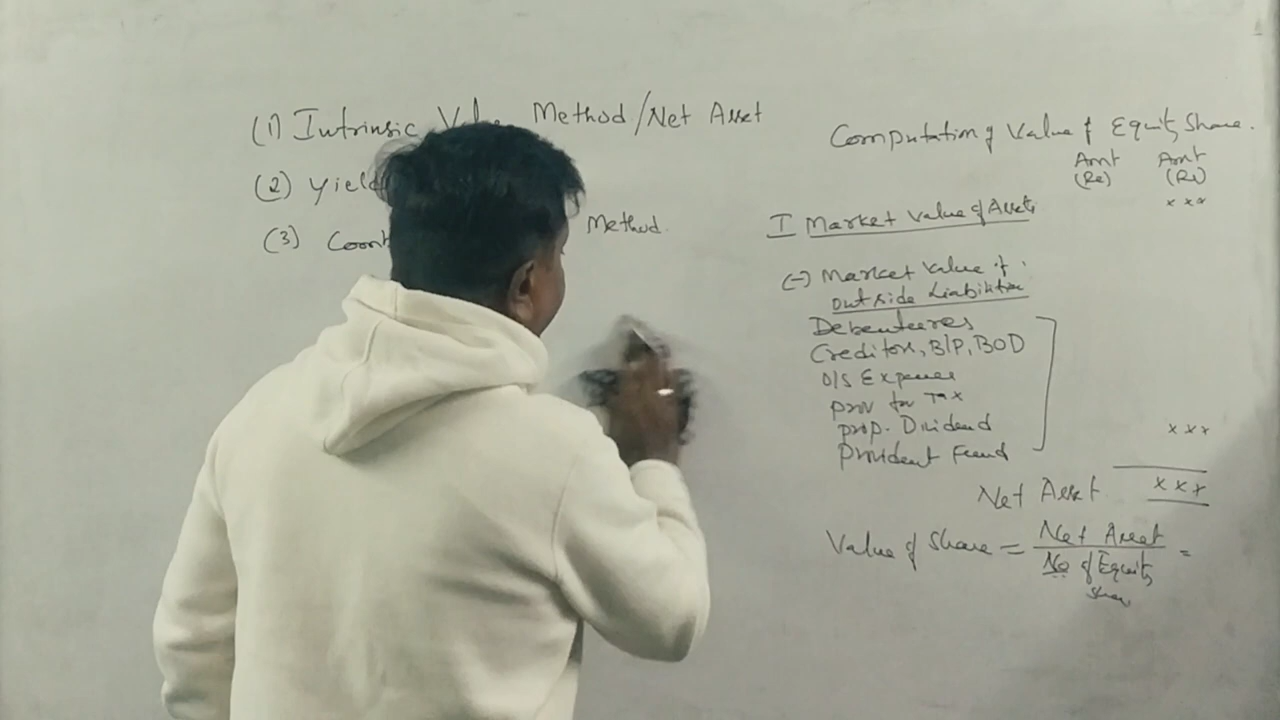 (1) Intrinsic Value Method/Net Asset
(2) Yield
(3) Method.
Computation of Value of Equity Share.
Amt Amt
(Rs) (Rs)
I Market Value of Assets xxx
(-) Market Value of
outside Liabilities
Debentures
Creditors, B/P, BOD
O/S Expenses
prov for Tax
prop. Dividend xxx
Provident Fund
Net Asset xxx
Value of Share = Net Asset =
No of Equity
Share